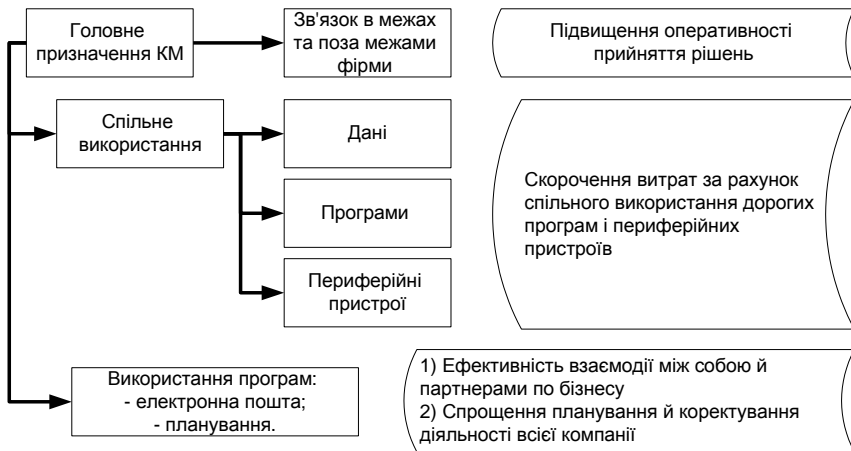 Головне
призначення КМ
Зв'язок в межах
та поза межами
фірми
Підвищення оперативності
прийняття рішень
Спільне
використання
Дані
Програми
Периферійні
пристрої
Скорочення витрат за рахунок
спільного використання дорогих
програм і периферійних
пристроїв
Використання програм:
- електронна пошта;
- планування.
1) Ефективність взаємодії між собою й
партнерами по бізнесу
2) Спрощення планування й коректування
діяльності всієї компанії